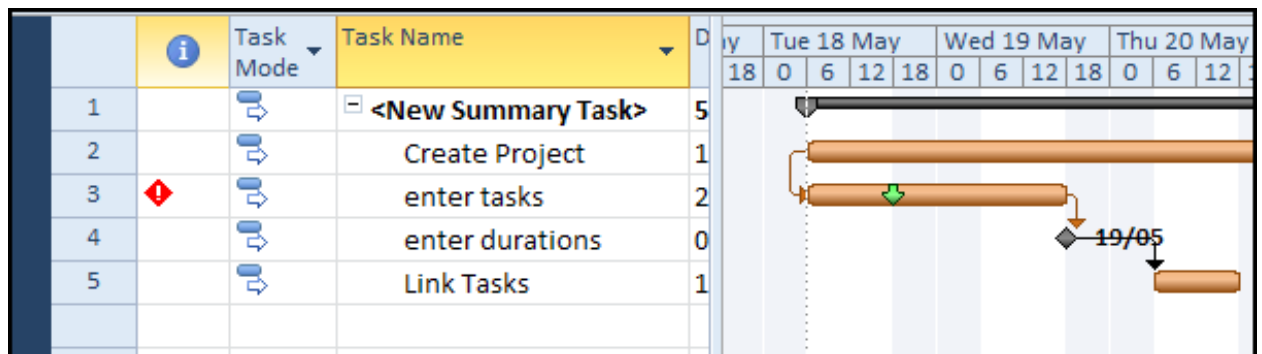 i Task Mode Task Name D
ay Tue 18 May Wed 19 May Thu 20 May
18 0 6 12 18 0 6 12 18 0 6 12
1 <New Summary Task> 5
2 Create Project 1
3 enter tasks 2
4 enter durations 0 19/05
5 Link Tasks 1